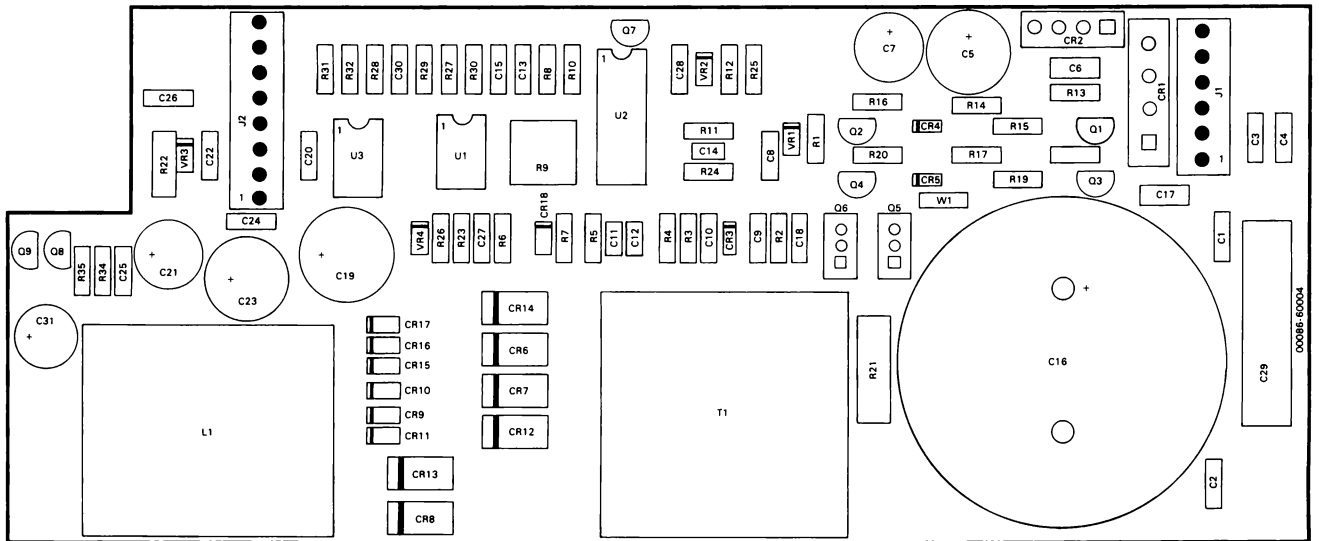 Q7
+
C7
+
C5
CR2
C6
R13
CR1
J1
1
C3
C4
C26
J2
1
R31
R32
R28
C30
R29
R27
R30
C15
C13
R8
R10
1
U2
C28
VR2
R12
R25
R16
R14
R15
Q1
Q2
CR4
R20
R17
Q4
CR5
R19
Q3
W1
C17
R22
VR3
C22
C20
1
U3
1
U1
R9
R11
C14
R24
C8
VR1
R1
C24
CR18
Q6
Q5
Q9
Q8
R35
R34
C25
+
C21
+
C23
+
C19
VR4
R26
R23
C27
R6
R7
R5
C11
C12
R4
R3
C10
CR3
C9
R2
C18
C1
C31
+
CR17
CR16
CR15
CR10
CR9
CR11
CR14
CR6
CR7
CR12
CR13
CR8
L1
T1
R21
+
C16
C29
00086-60004
C2